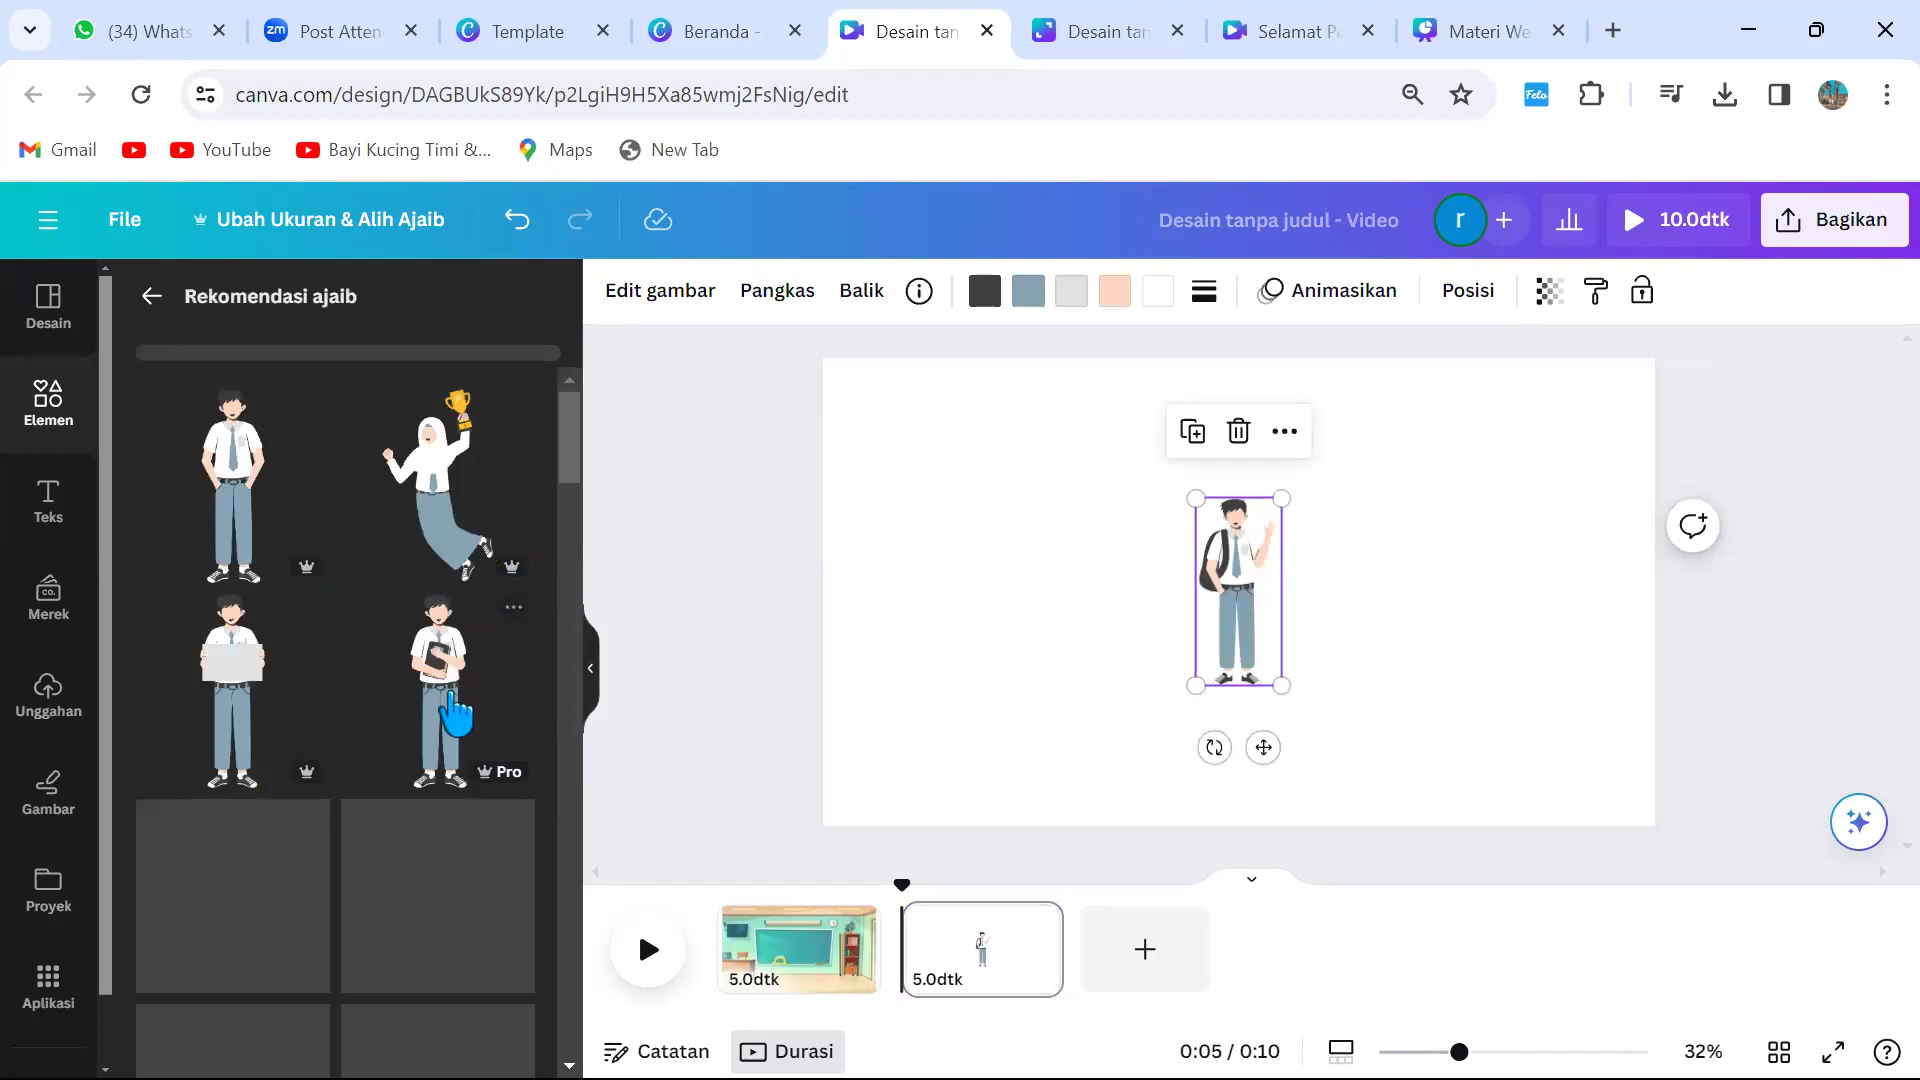 (34) Whats
Post Atten
Template
Beranda -
Desain tan
Desain tan
Selamat Pa
Materi We
canva.com/design/DAGBUkS89Yk/p2LgiH9H5Xa85wmj2FsNig/edit
Felo
Gmail
YouTube
Bayi Kucing Timi &...
Maps
New Tab
File
Ubah Ukuran & Alih Ajaib
Desain tanpa judul - Video
r
10.0dtk
Bagikan
Desain
Elemen
Teks
CO.
Merek
Unggahan
Gambar
Proyek
Aplikasi
Rekomendasi ajaib
Pro
Edit gambar
Pangkas
Balik
Animasikan
Posisi
5.0dtk
5.0dtk
Catatan
Durasi
0:05 / 0:10
32%